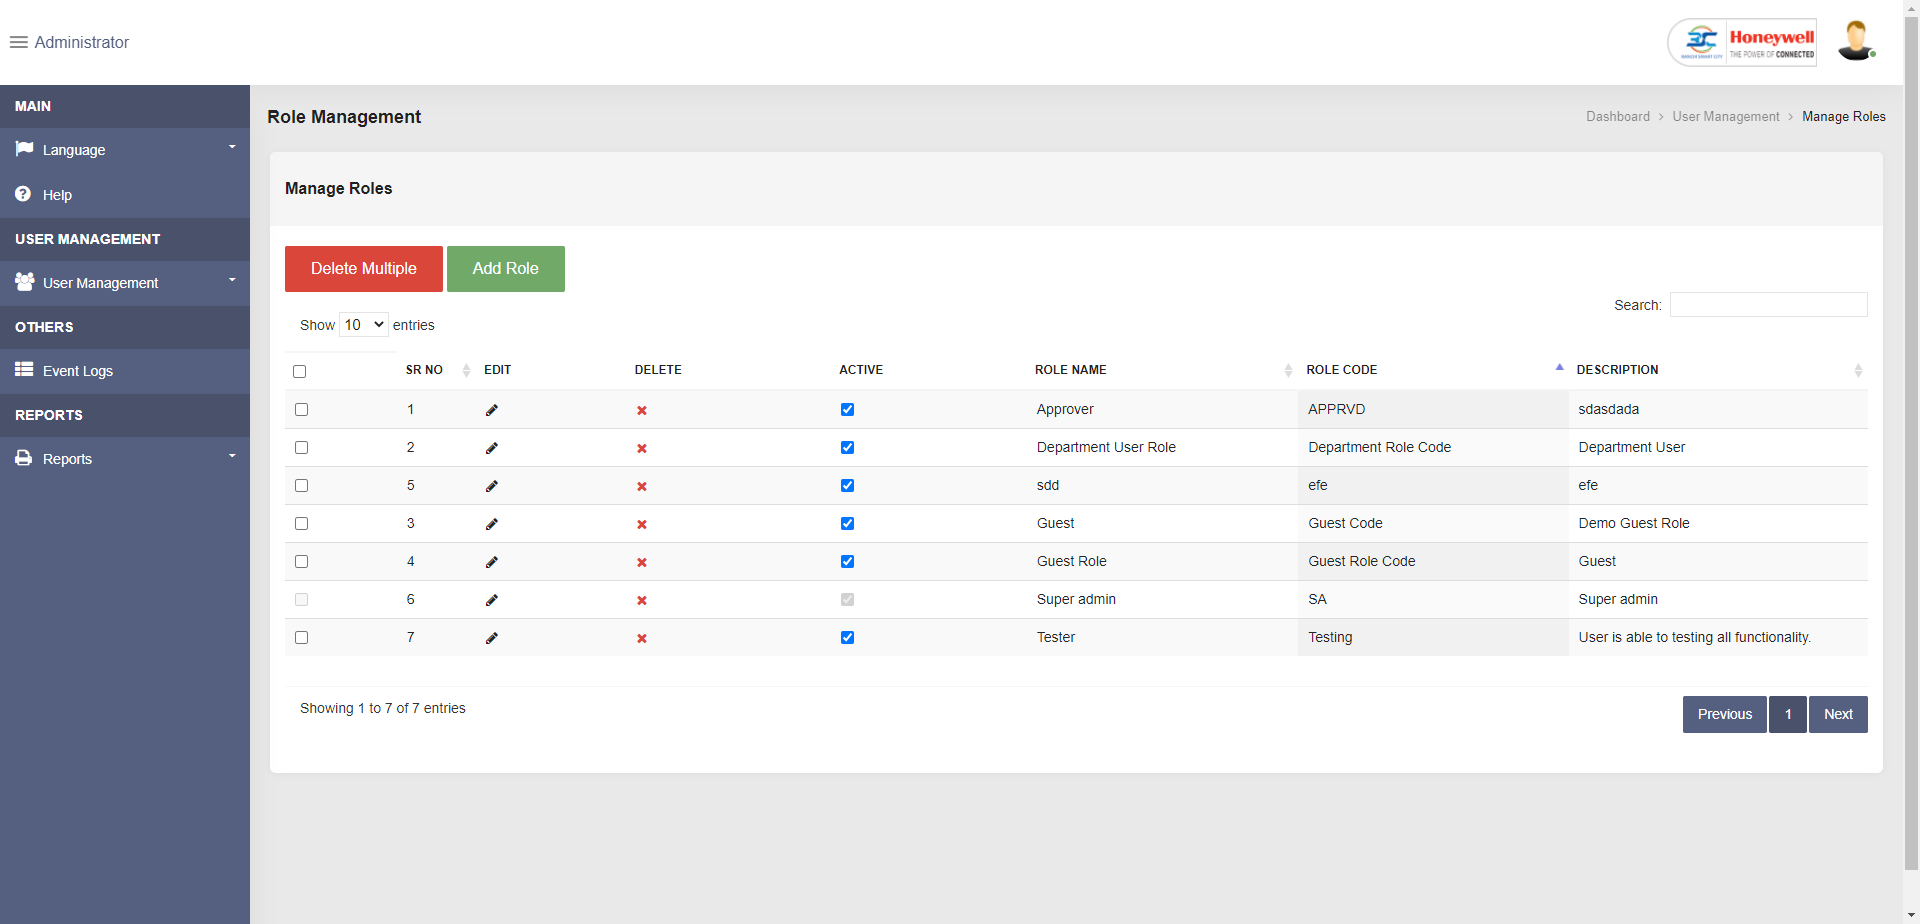 Administrator
Honeywell
THE POWER OF CONNECTED
MAIN
Language
Help
USER MANAGEMENT
User Management
OTHERS
Event Logs
REPORTS
Reports
Role Management
Dashboard > User Management > Manage Roles
Manage Roles
Delete Multiple Add Role
Search:
Show 10 entries
SR NO EDIT DELETE ACTIVE ROLE NAME ROLE CODE DESCRIPTION
1 Approver APPRVD sdasdada
2 Department User Role Department Role Code Department User
5 sdd efe efe
3 Guest Guest Code Demo Guest Role
4 Guest Role Guest Role Code Guest
6 Super admin SA Super admin
7 Tester Testing User is able to testing all functionality.
Showing 1 to 7 of 7 entries
Previous 1 Next